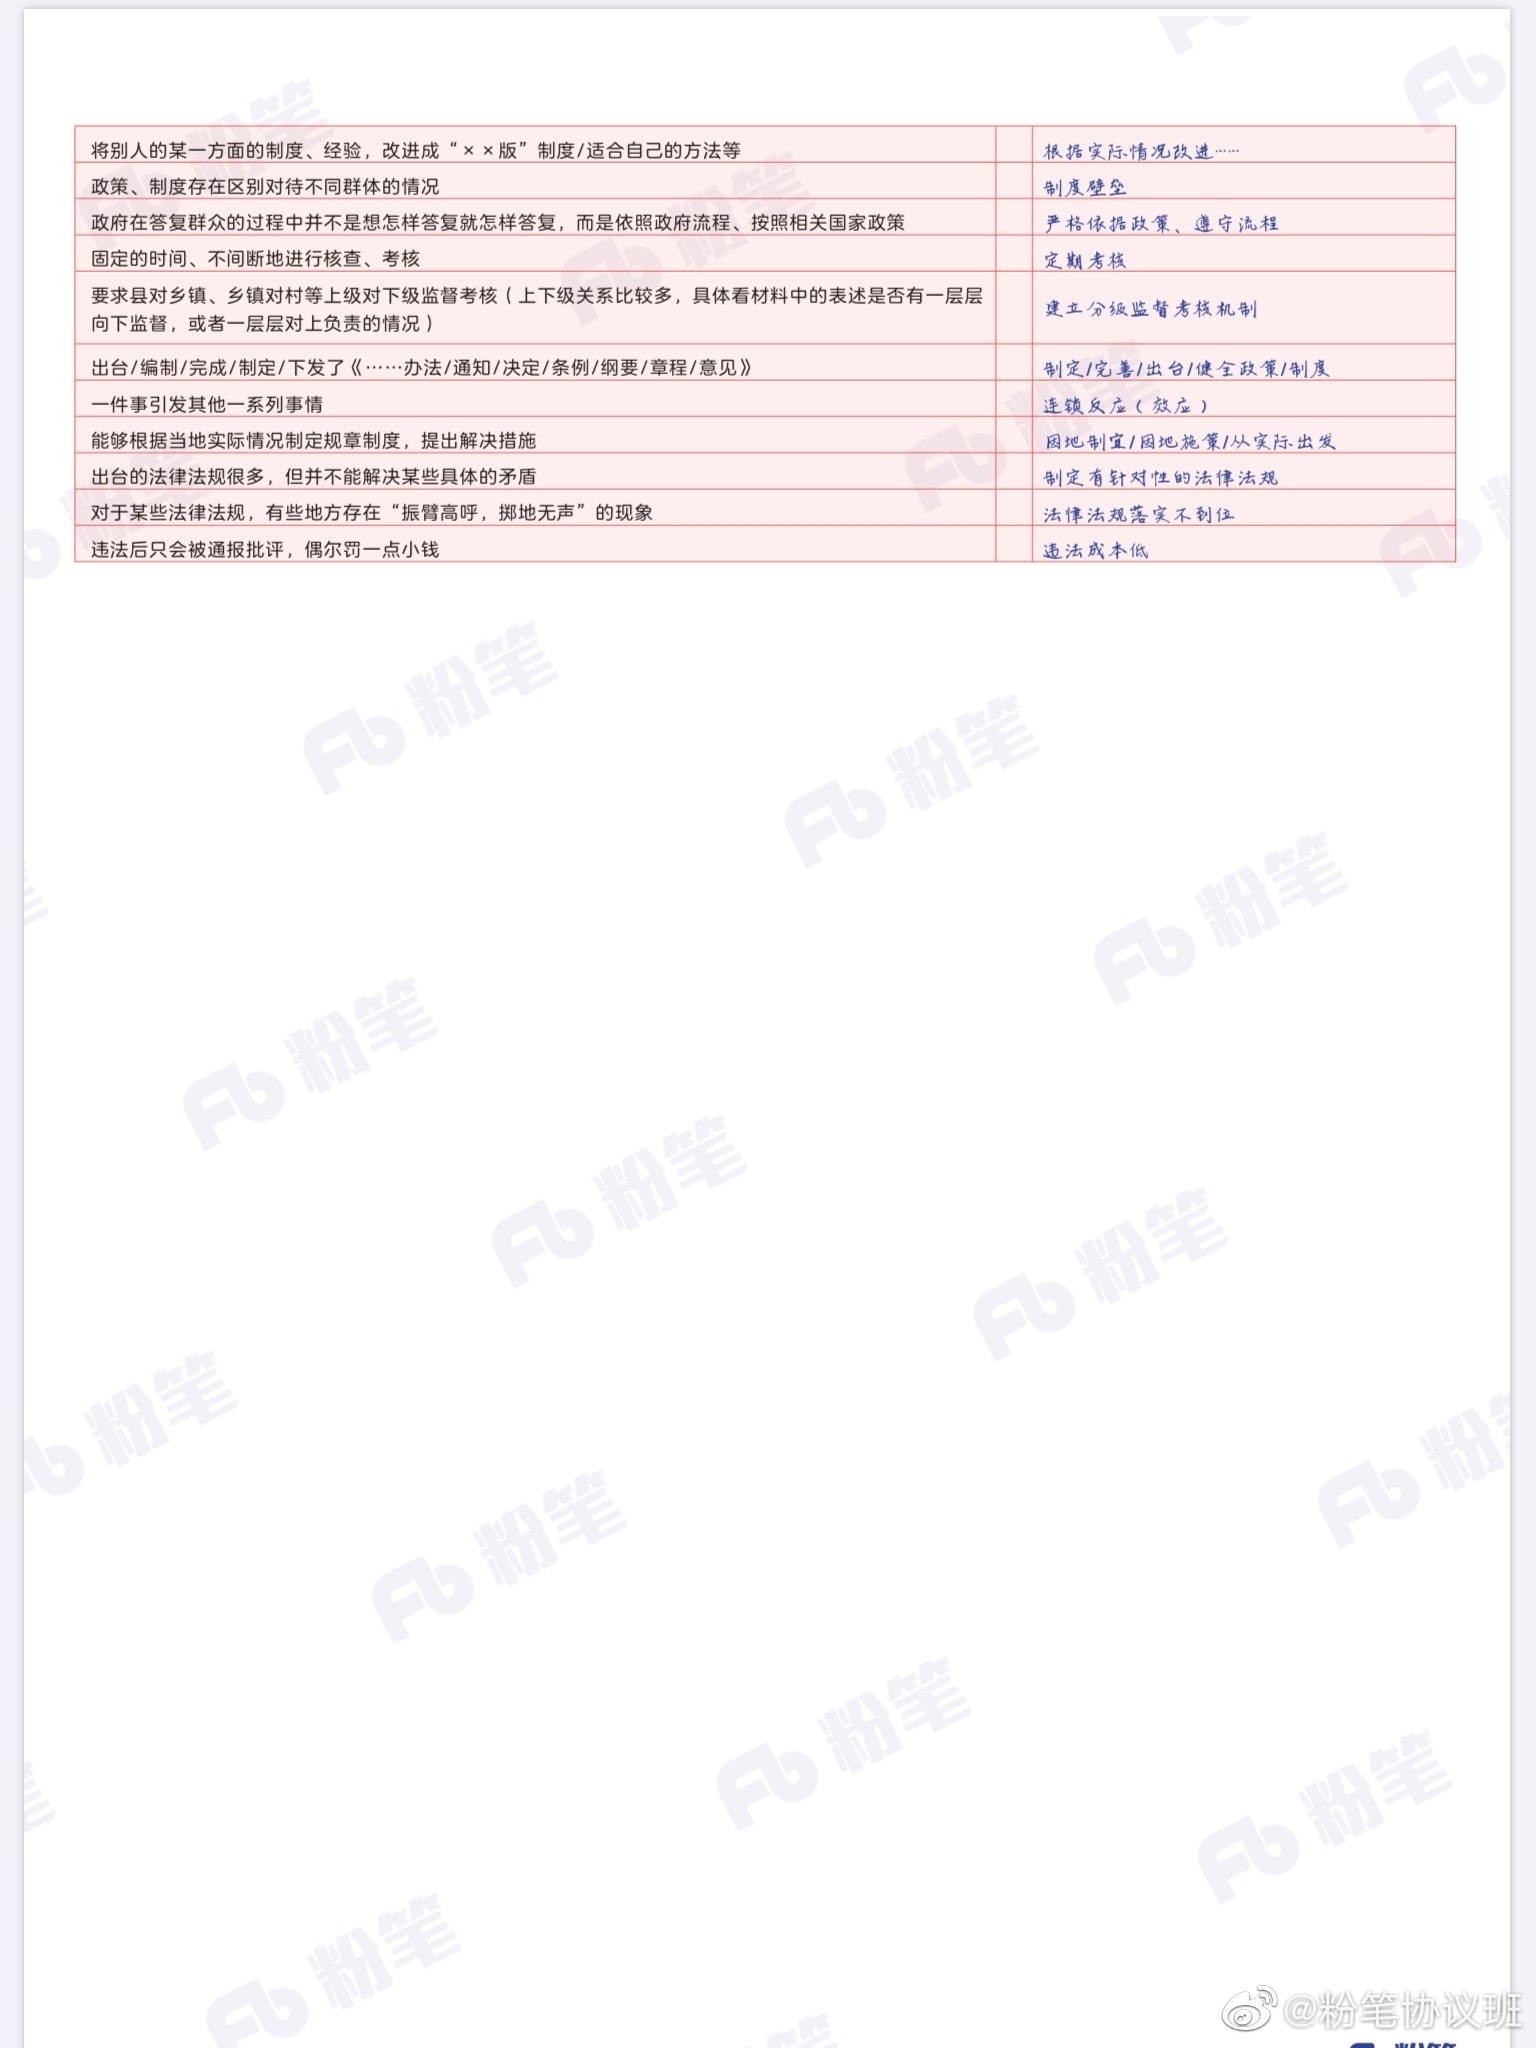 将别人的某一方面的制度、经验，改进成“××版”制度/适合自己的方法等 根据实际情况改进……
政策、制度存在区别对待不同群体的情况 制度壁垒
政府在答复群众的过程中并不是想怎样答复就怎样答复，而是依照政府流程、按照相关国家政策 严格依据政策、遵守流程
固定的时间、不间断地进行核查、考核 定期考核
要求县对乡镇、乡镇对村等上级对下级监督考核（上下级关系比较多，具体看材料中的表述是否有一层层
向下监督，或者一层层对上负责的情况） 建立分级监督考核机制
出台/编制/完成/制定/下发了《……办法/通知/决定/条例/纲要/章程/意见》 制定/完善/出台/健全政策/制度
一件事引发其他一系列事情 连锁反应（效应）
能够根据当地实际情况制定规章制度，提出解决措施 因地制宜/因地施策/从实际出发
出台的法律法规很多，但并不能解决某些具体的矛盾 制定有针对性的法律法规
对于某些法律法规，有些地方存在“振臂高呼，掷地无声”的现象 法律法规落实不到位
违法后只会被通报批评，偶尔罚一点小钱 违法成本低
粉笔
@粉笔协议班